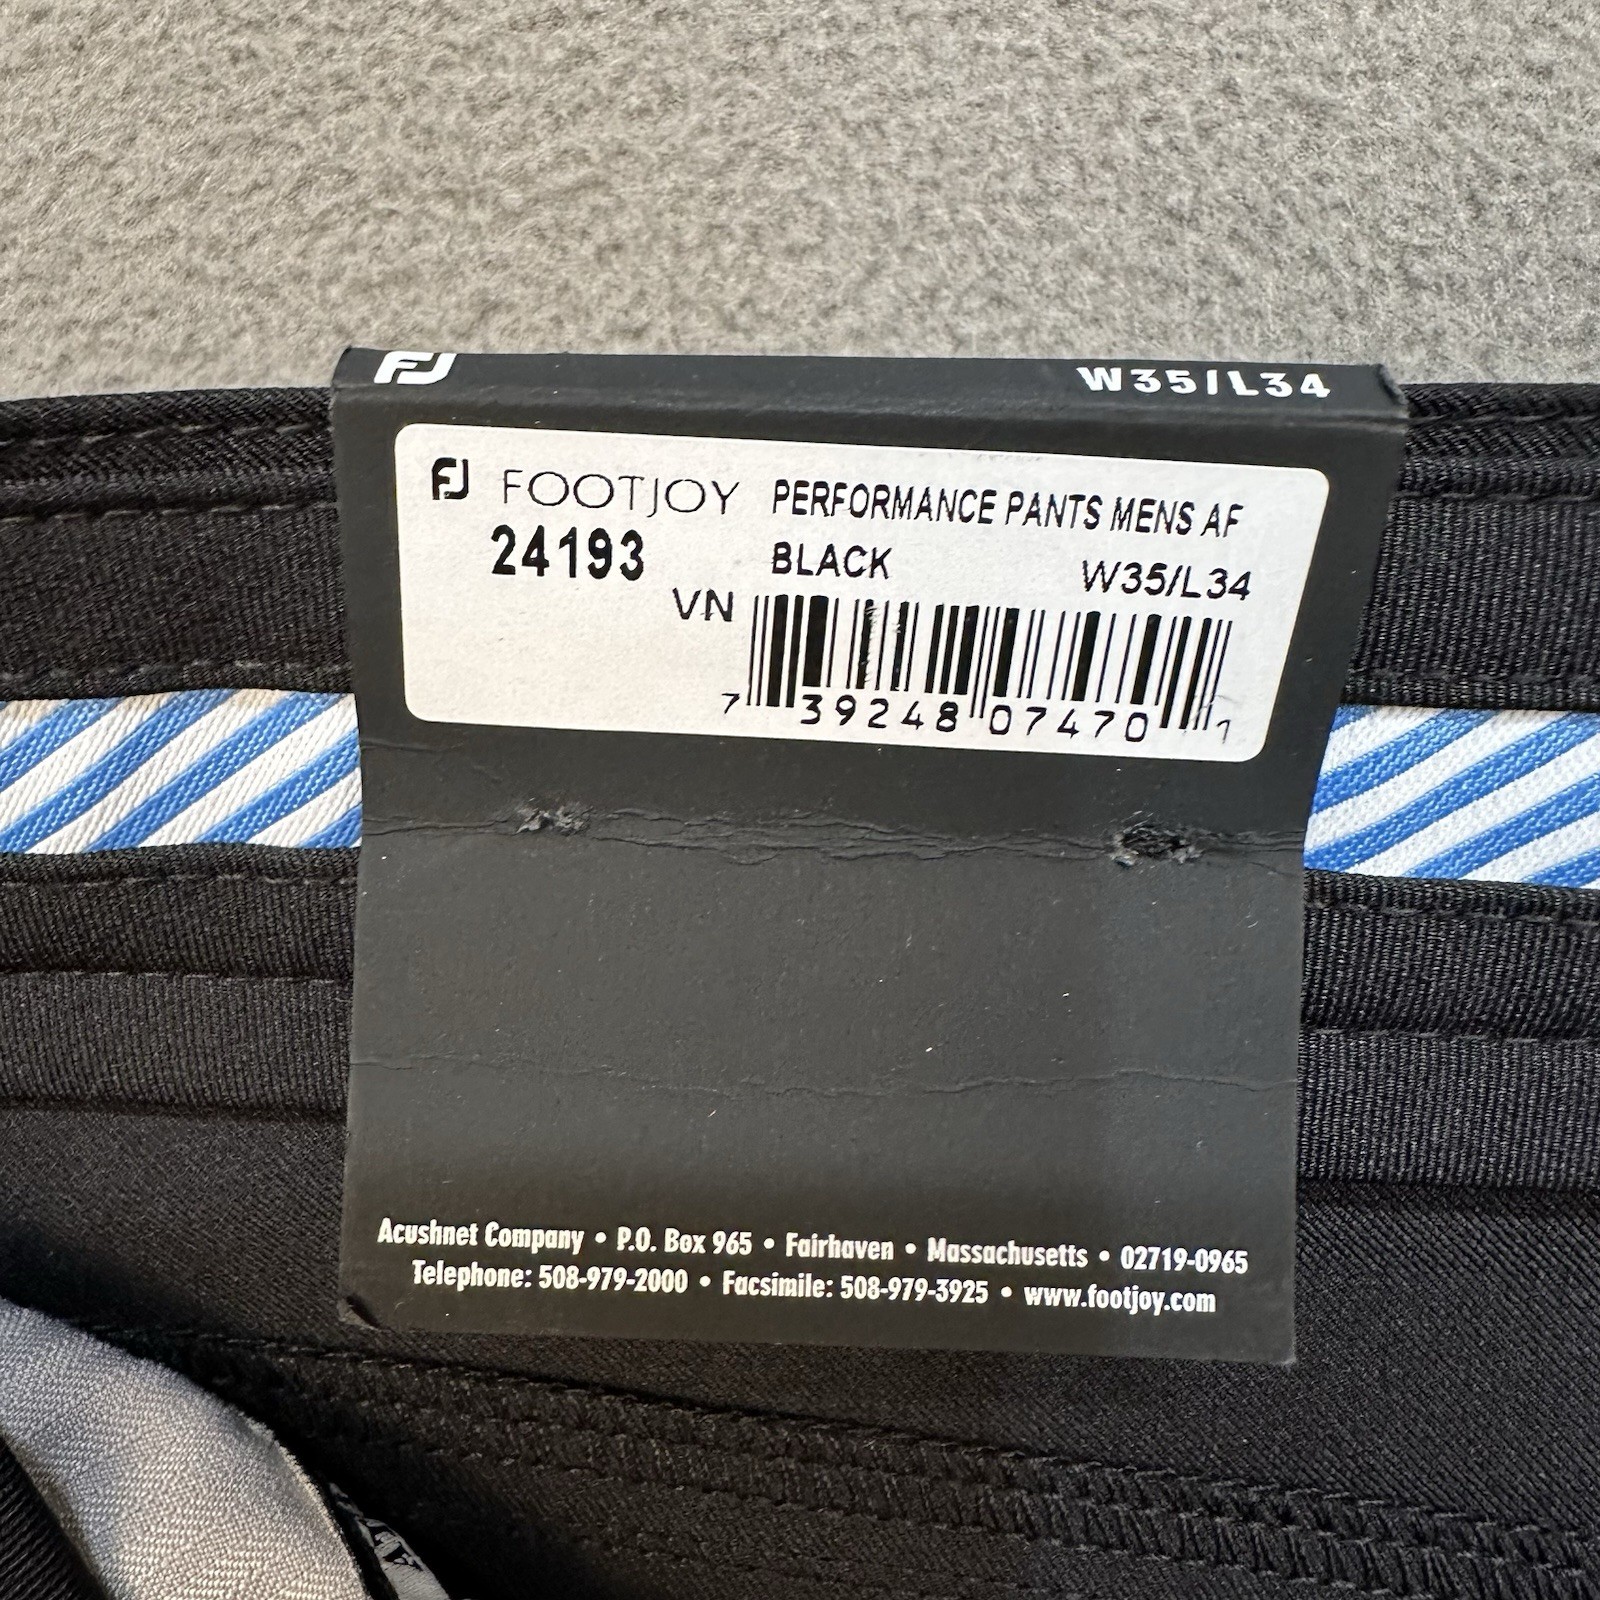 FJ W35/L34
FJ FOOTJOY PERFORMANCE PANTS MENS AF
24193 BLACK W35/L34
VN
7 39248 07470 1
Acushnet Company • P.O. Box 965 • Fairhaven • Massachusetts • 02719-0965
Telephone: 508-979-2000 • Facsimile: 508-979-3925 • www.footjoy.com